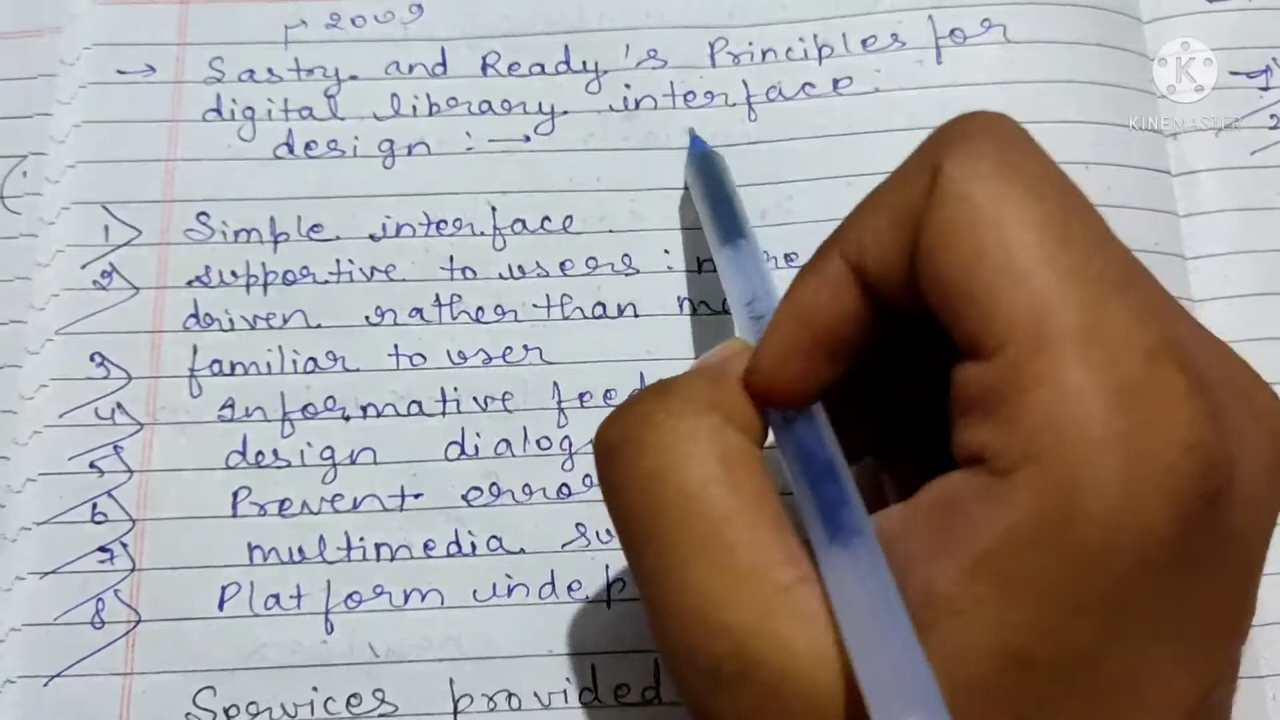 2009
→ Sastry and Ready's Principles for
digital library interface
design :→
1) Simple interface
2) supportive to users :
driven rather than
3) familiar to user
4) Informative
5) design
6) Prevent
7) multimedia
8) Platform
Services provided
K
KINEMASTER